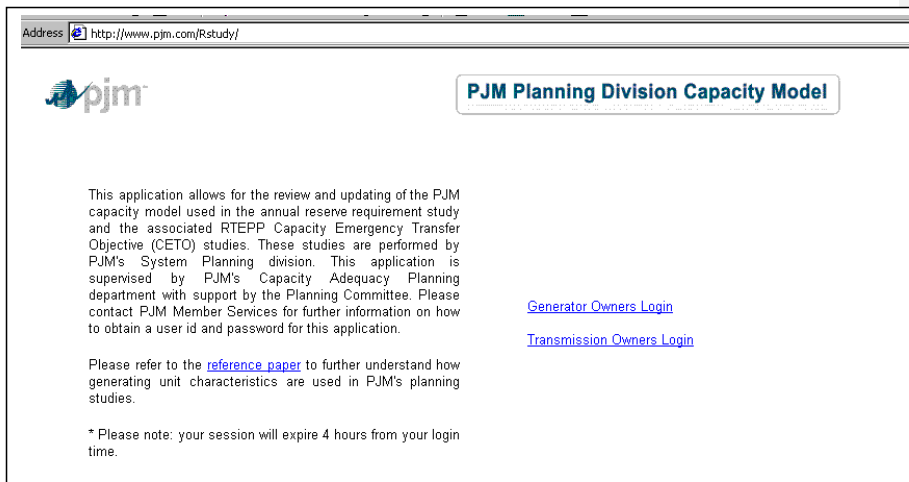 Address http://www.pjm.com/Rstudy/
pjm™
PJM Planning Division Capacity Model
This application allows for the review and updating of the PJM
capacity model used in the annual reserve requirement study
and the associated RTEPP Capacity Emergency Transfer
Objective (CETO) studies. These studies are performed by
PJM's System Planning division. This application is
supervised by PJM's Capacity Adequacy Planning
department with support by the Planning Committee. Please
contact PJM Member Services for further information on how
to obtain a user id and password for this application.
Please refer to the reference paper to further understand how
generating unit characteristics are used in PJM's planning
studies.
* Please note: your session will expire 4 hours from your login
time.
Generator Owners Login
Transmission Owners Login